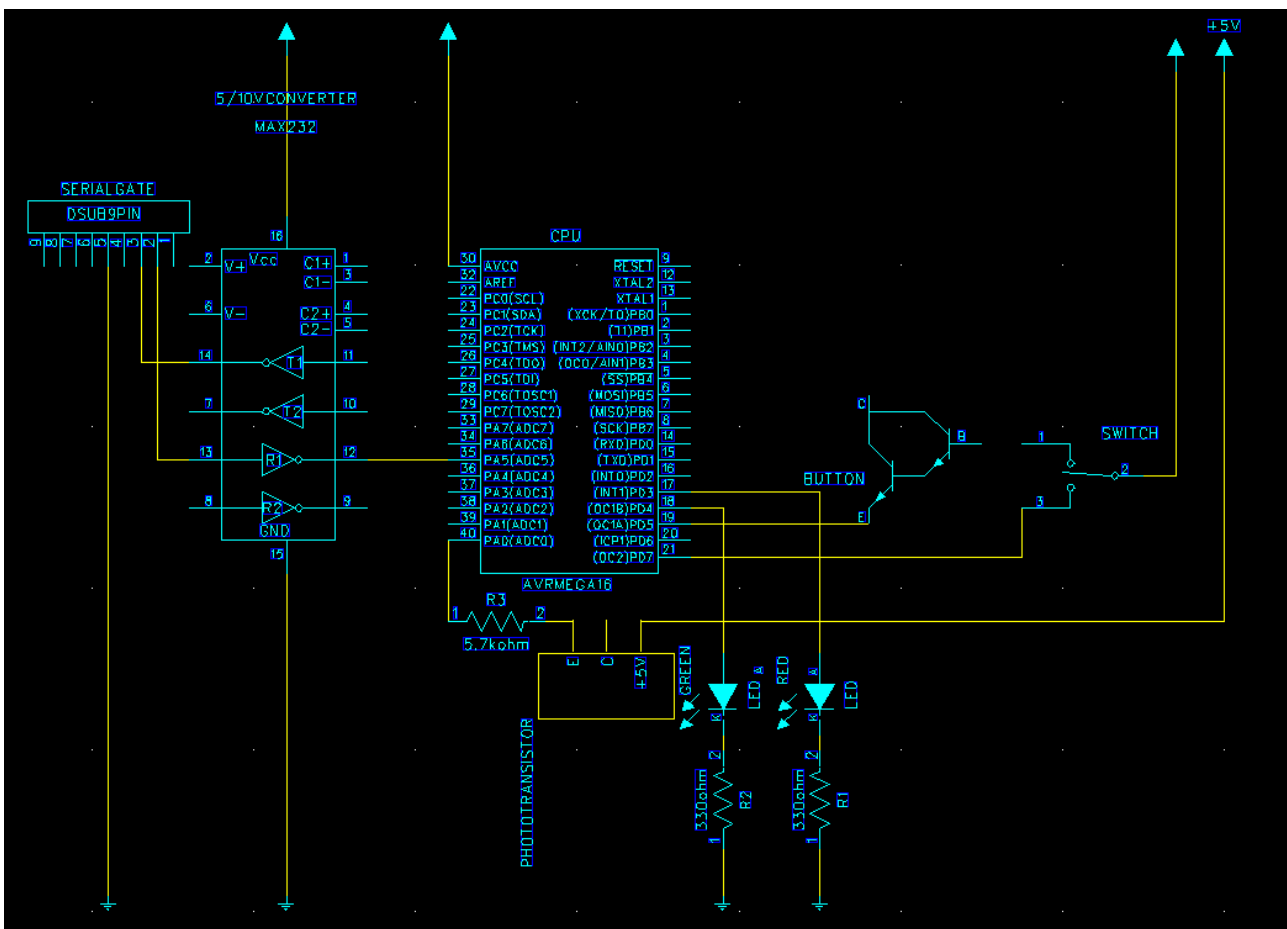 +5V
5/10.VCONVERTER
MAX232
SERIALGATE
DSUB9PIN
9 8 7 6 5 4 3 2 1
16
Vcc
2 V+ C1+ 1
C1- 3
6 V- C2+ 4
C2- 5
14 T1 11
7 T2 10
13 R1 12
8 R2 9
GND
15
CPU
30 AVCC RESET 9
32 AREF XTAL2 12
22 PC0(SCL) XTAL1 13
23 PC1(SDA) (XCK/T0)PB0 1
24 PC2(TCK) (T1)PB1 2
25 PC3(TMS) (INT2/AIN0)PB2 3
26 PC4(TDO) (OC0/AIN1)PB3 4
27 PC5(TDI) (SS)PB4 5
28 PC6(TOSC1) (MOSI)PB5 6
29 PC7(TOSC2) (MISO)PB6 7
33 PA7(ADC7) (SCK)PB7 8
34 PA6(ADC6) (RXD)PD0 14
35 PA5(ADC5) (TXD)PD1 15
36 PA4(ADC4) (INT0)PD2 16
37 PA3(ADC3) (INT1)PD3 17
38 PA2(ADC2) (OC1B)PD4 18
39 PA1(ADC1) (OC1A)PD5 19
40 PA0(ADC0) (ICP1)PD6 20
(OC2)PD7 21
AVRMEGA16
C
B
E
BUTTON
1
SWITCH
2
3
R3
1 2
5.7kohm
E C +5V
PHOTOTRANSISTOR
GREEN
LED A
K
RED
A
LED
K
2
330ohm
R2
1
2
330ohm
R1
1